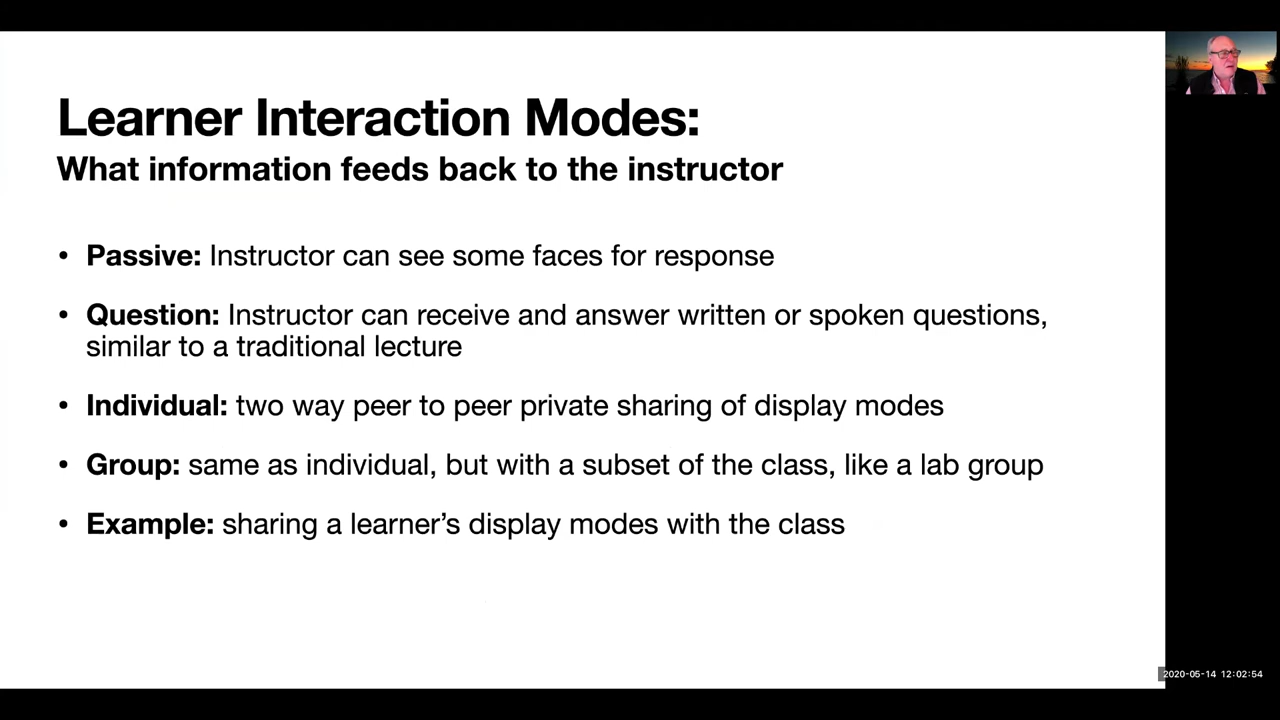 Learner Interaction Modes:
What information feeds back to the instructor
• Passive: Instructor can see some faces for response
• Question: Instructor can receive and answer written or spoken questions,
similar to a traditional lecture
• Individual: two way peer to peer private sharing of display modes
• Group: same as individual, but with a subset of the class, like a lab group
• Example: sharing a learner’s display modes with the class
2020-05-14 12:02:54